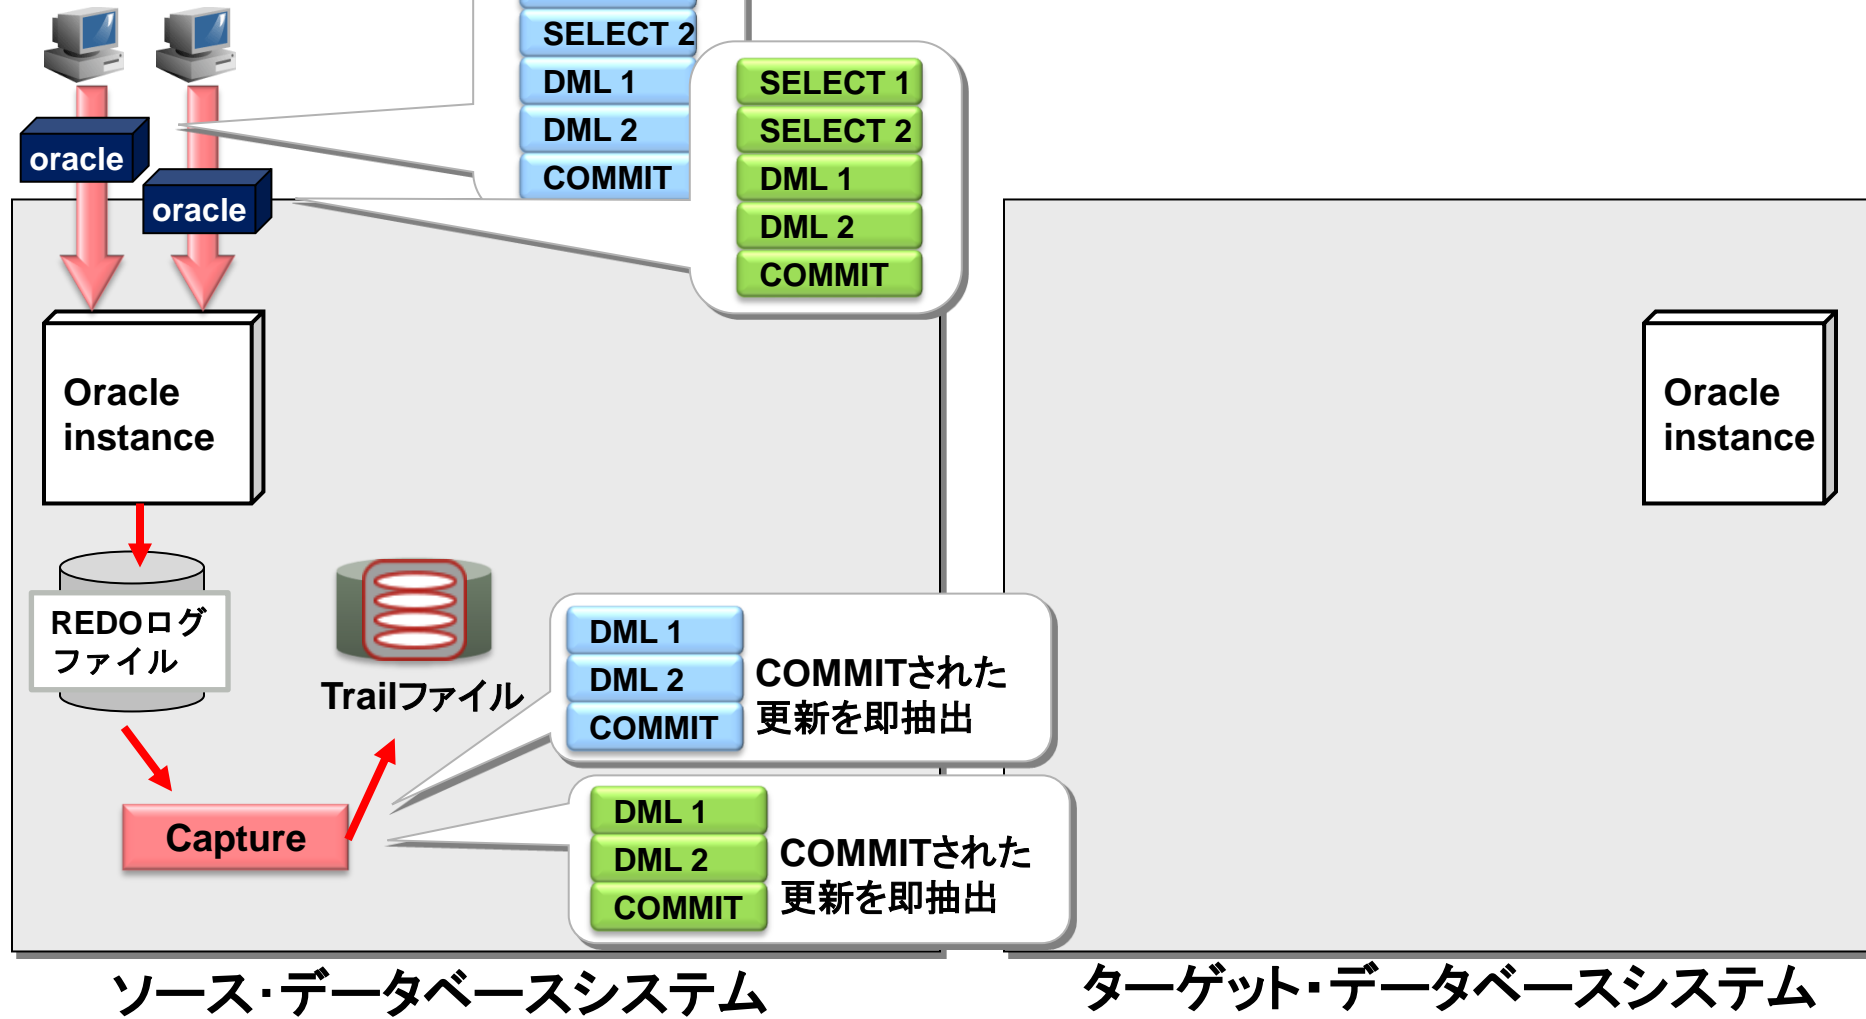 SELECT 2
DML 1
DML 2
COMMIT
SELECT 1
SELECT 2
DML 1
DML 2
COMMIT
oracle
oracle
Oracle
instance
Oracle
instance
REDOログ
ファイル
Trailファイル
DML 1
DML 2
COMMIT
COMMITされた
更新を即抽出
Capture
DML 1
DML 2
COMMIT
COMMITされた
更新を即抽出
ソース・データベースシステム
ターゲット・データベースシステム